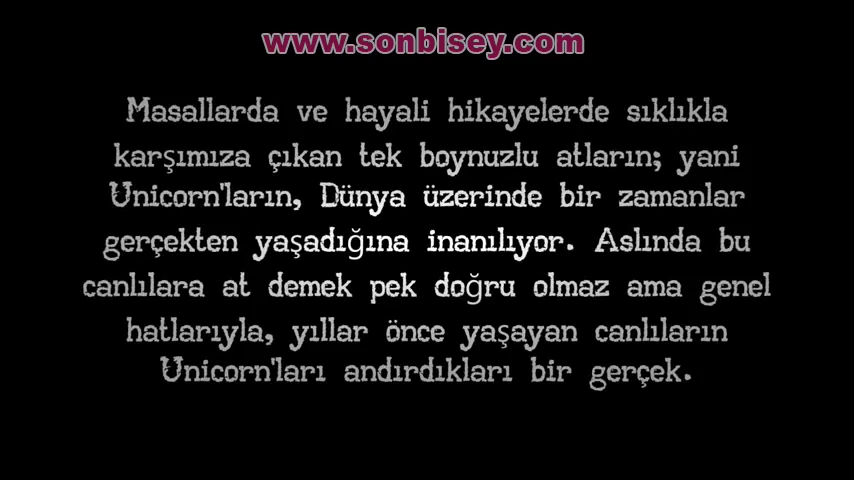 www.sonbisey.com
Masallarda ve hayali hikayelerde sıklıkla
karşımıza çıkan tek boynuzlu atların; yani
Unicorn'ların, Dünya üzerinde bir zamanlar
gerçekten yaşadığına inanılıyor. Aslında bu
canlılara at demek pek doğru olmaz ama genel
hatlarıyla, yıllar önce yaşayan canlıların
Unicorn'ları andırdıkları bir gerçek.